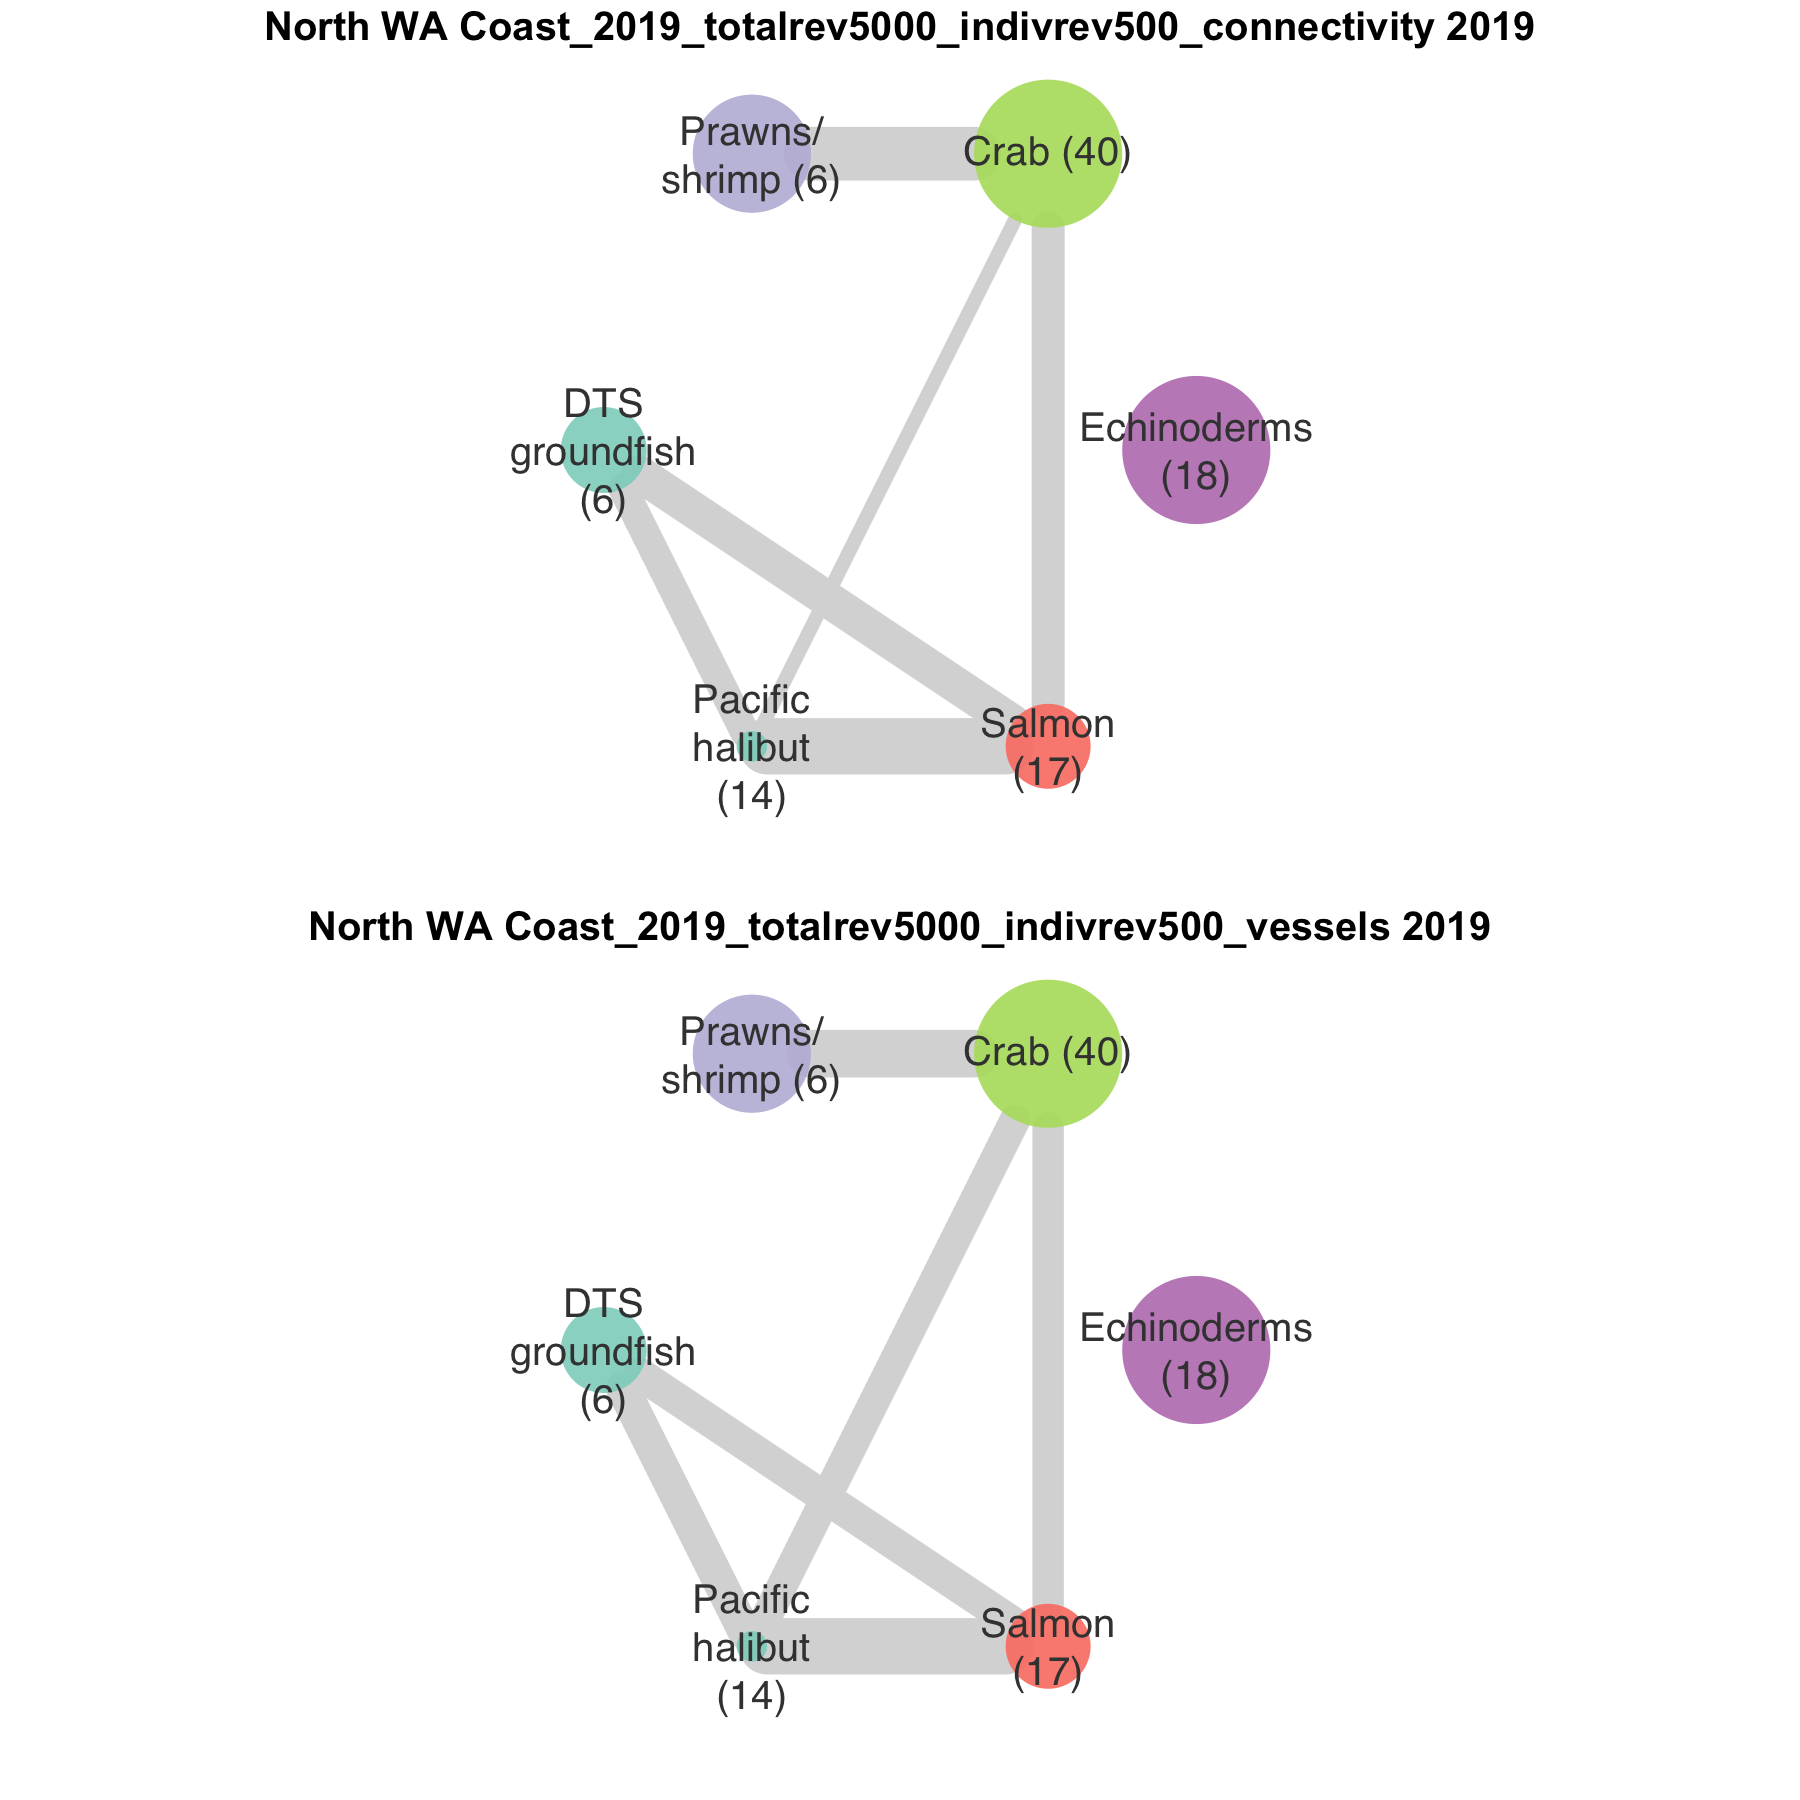 North WA Coast_2019_totalrev5000_indivrev500_connectivity 2019
Prawns/
shrimp (6)
Crab (40)
DTS
groundfish
(6)
Echinoderms
(18)
Pacific
halibut
(14)
Salmon
(17)
North WA Coast_2019_totalrev5000_indivrev500_vessels 2019
Prawns/
shrimp (6)
Crab (40)
DTS
groundfish
(6)
Echinoderms
(18)
Pacific
halibut
(14)
Salmon
(17)